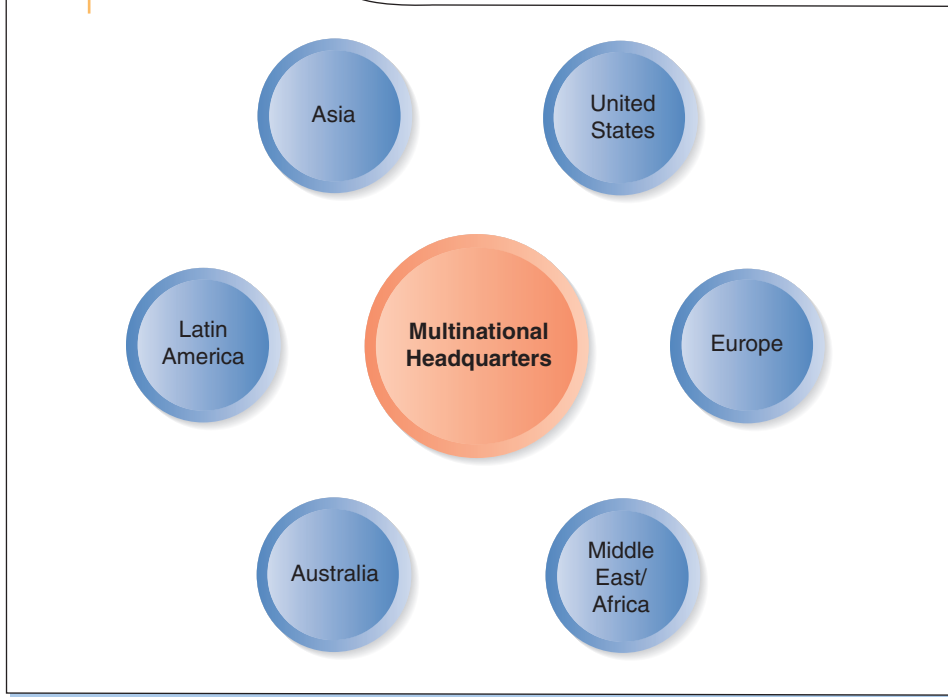 Asia
United
States
Latin
America
Multinational
Headquarters
Europe
Australia
Middle
East/
Africa